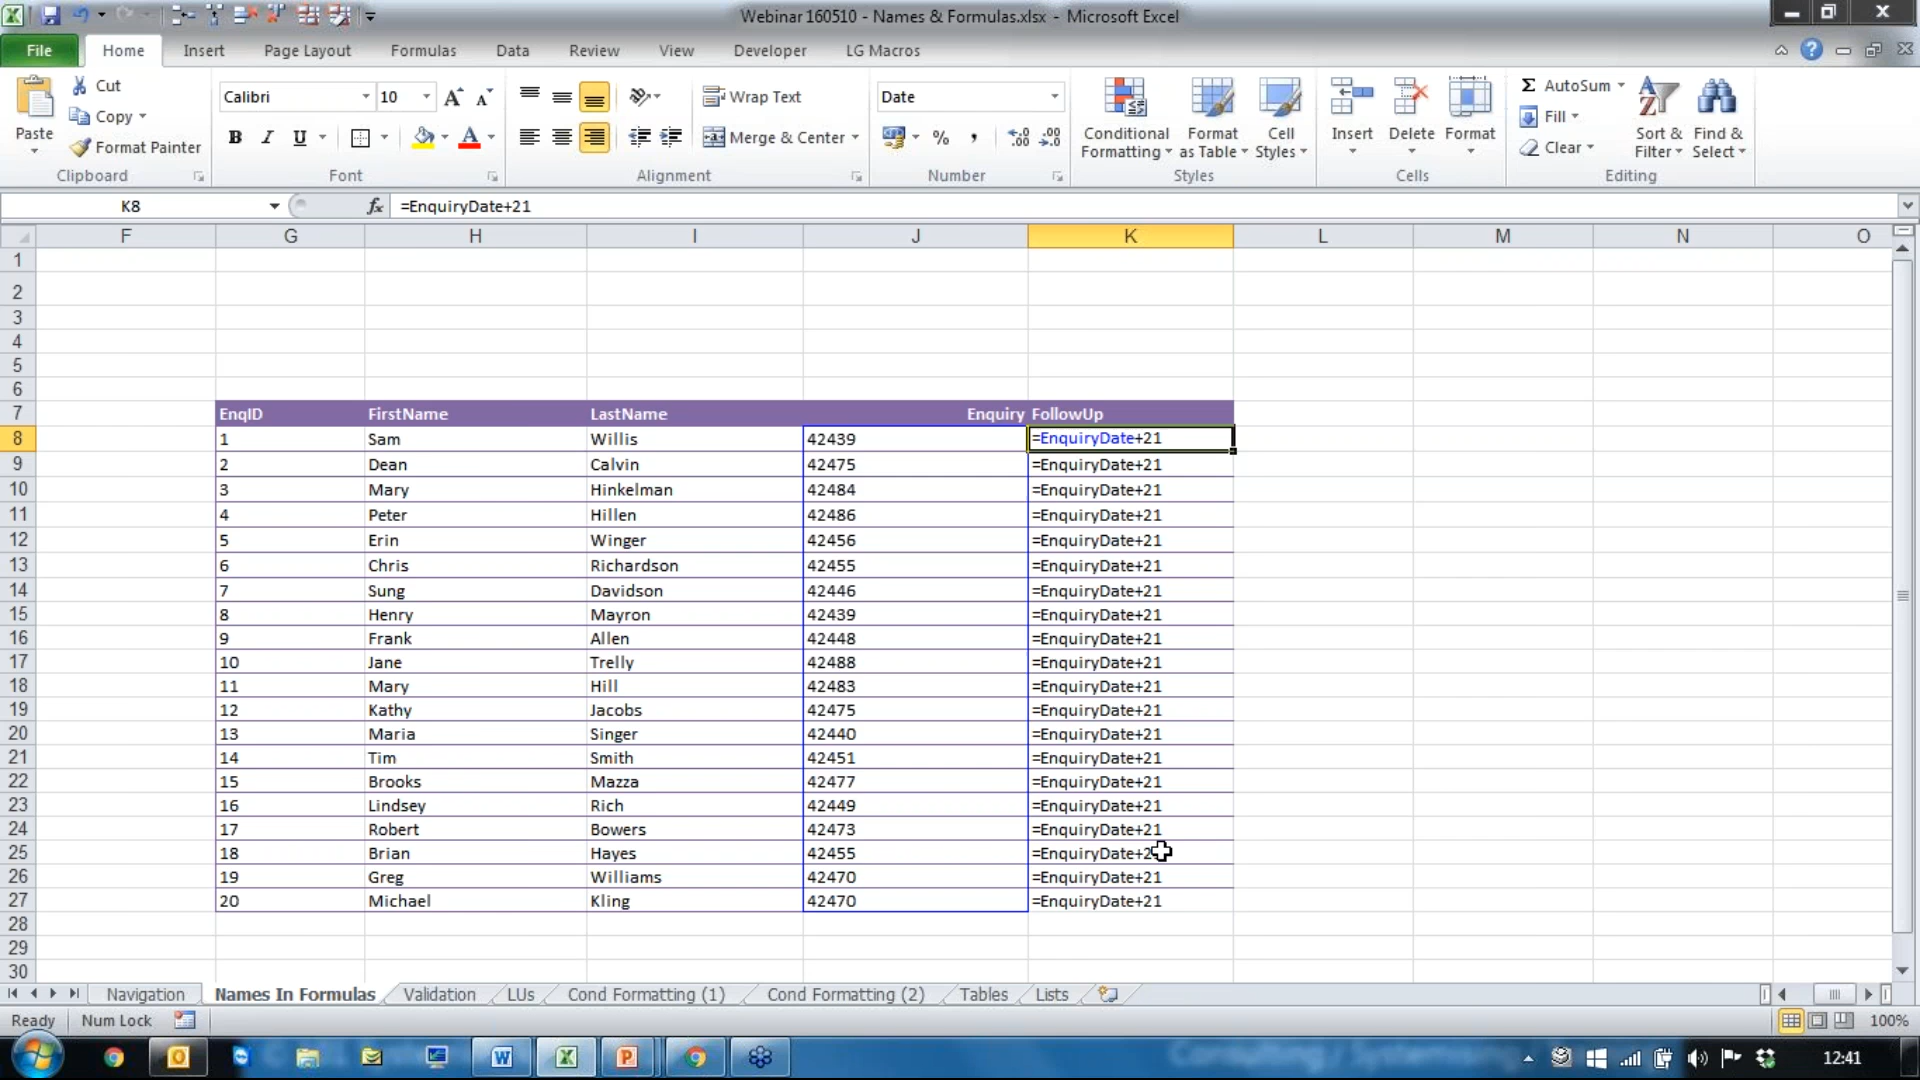 Webinar 160510 - Names & Formulas.xlsx - Microsoft Excel
File Home Insert Page Layout Formulas Data Review View Developer LG Macros
Paste Cut Copy Format Painter
Calibri 10
B I U A
Wrap Text
Merge & Center
Date
% ,
Conditional Formatting Format as Table Cell Styles
Insert Delete Format
Σ AutoSum Fill Clear
Sort & Filter Find & Select
Clipboard Font Alignment Number Styles Cells Editing
K8 fx =EnquiryDate+21
F G H I J K L M N O
1
2
3
4
5
6
7 EnqID FirstName LastName Enquiry FollowUp
8 1 Sam Willis 42439 =EnquiryDate+21
9 2 Dean Calvin 42475 =EnquiryDate+21
10 3 Mary Hinkelman 42484 =EnquiryDate+21
11 4 Peter Hillen 42486 =EnquiryDate+21
12 5 Erin Winger 42456 =EnquiryDate+21
13 6 Chris Richardson 42455 =EnquiryDate+21
14 7 Sung Davidson 42446 =EnquiryDate+21
15 8 Henry Mayron 42439 =EnquiryDate+21
16 9 Frank Allen 42448 =EnquiryDate+21
17 10 Jane Trelly 42488 =EnquiryDate+21
18 11 Mary Hill 42483 =EnquiryDate+21
19 12 Kathy Jacobs 42475 =EnquiryDate+21
20 13 Maria Singer 42440 =EnquiryDate+21
21 14 Tim Smith 42451 =EnquiryDate+21
22 15 Brooks Mazza 42477 =EnquiryDate+21
23 16 Lindsey Rich 42449 =EnquiryDate+21
24 17 Robert Bowers 42473 =EnquiryDate+21
25 18 Brian Hayes 42455 =EnquiryDate+2
26 19 Greg Williams 42470 =EnquiryDate+21
27 20 Michael Kling 42470 =EnquiryDate+21
28
29
30
Navigation Names In Formulas Validation LUs Cond Formatting (1) Cond Formatting (2) Tables Lists
Ready Num Lock 100%
12:41